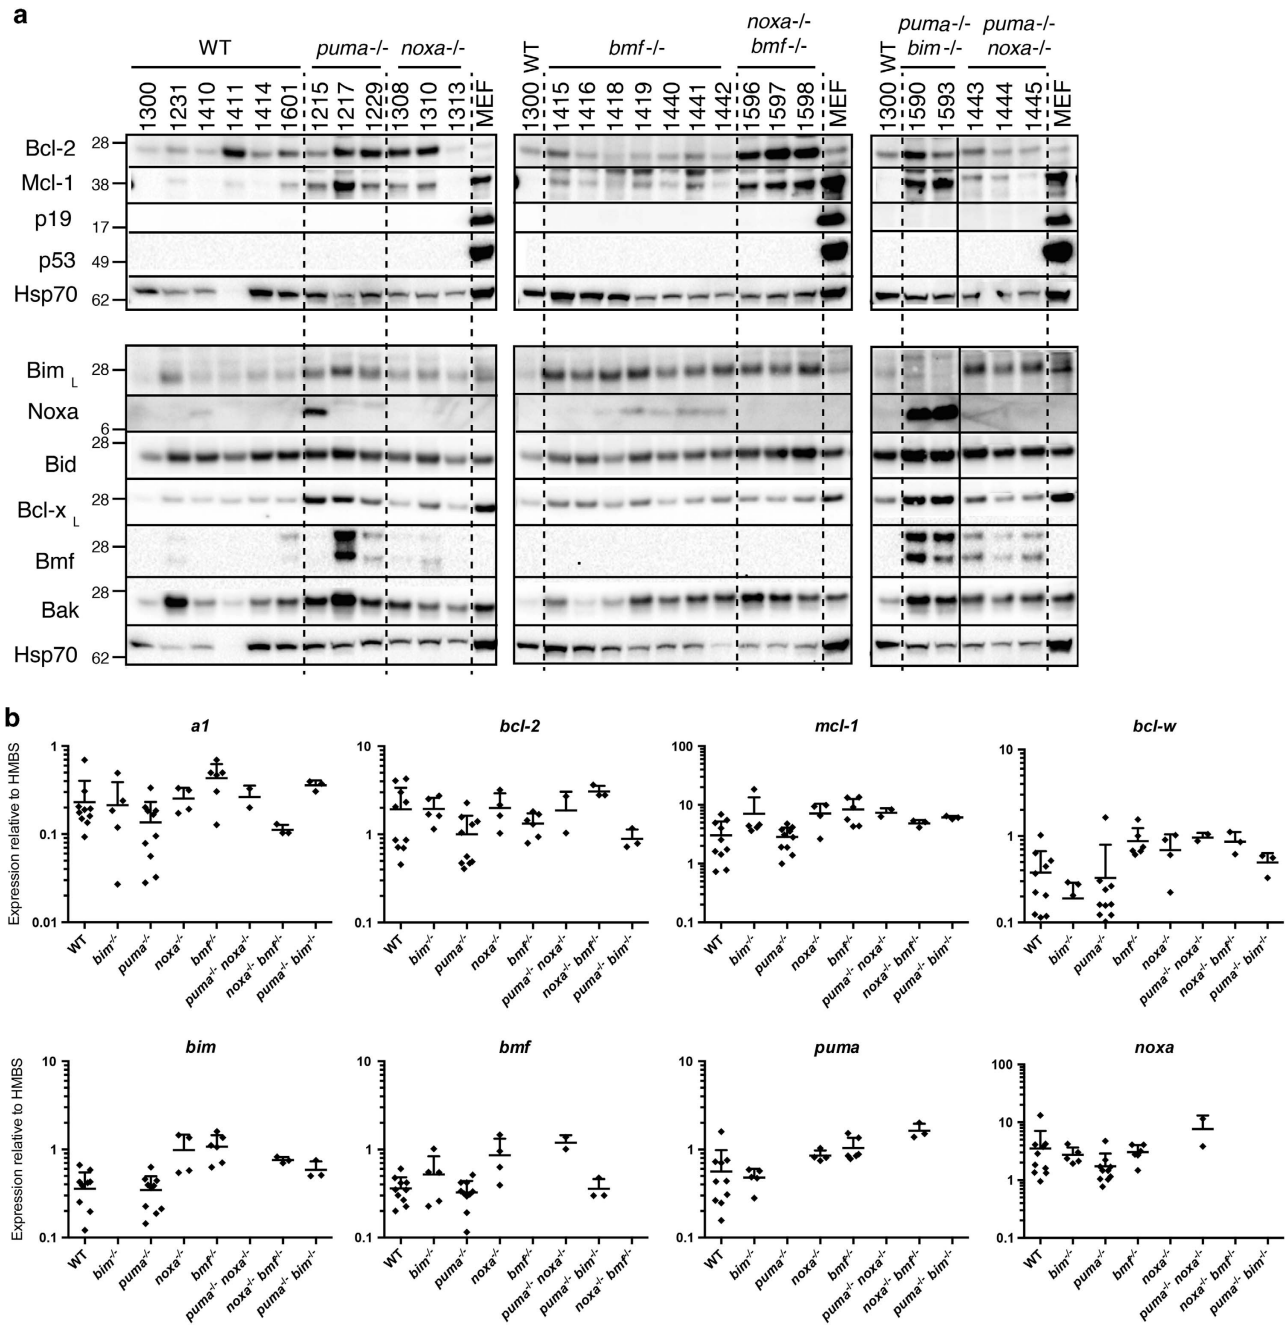 a
WT
puma-/-
noxa-/-
WT
bmf-/-
noxa-/-
bmf-/-
WT
puma-/-
bim-/-
puma-/-
noxa-/-
1300
1231
1410
1411
1414
1601
1215
1217
1229
1308
1310
1313
MEF
1300
1415
1416
1418
1419
1440
1441
1442
1596
1597
1598
MEF
1300
1590
1593
1443
1444
1445
MEF
Bcl-2 28
Mcl-1 38
p19 17
p53 49
Hsp70 62
Bim L 28
Noxa 6
Bid 28
Bcl-x L 28
Bmf 28
Bak 28
Hsp70 62
b
a1
Expression relative to HMBS
1
0.1
0.01
WT
bim-/-
puma-/-
noxa-/-
bmf-/-
puma-/- noxa-/-
noxa-/- bmf-/-
puma-/- bim-/-
bcl-2
10
1
0.1
WT
bim-/-
puma-/-
noxa-/-
bmf-/-
puma-/- noxa-/-
noxa-/- bmf-/-
puma-/- bim-/-
mcl-1
100
10
1
0.1
WT
bim-/-
puma-/-
noxa-/-
bmf-/-
puma-/- noxa-/-
noxa-/- bmf-/-
puma-/- bim-/-
bcl-w
10
1
0.1
WT
bim-/-
puma-/-
bmf-/-
noxa-/-
puma-/- noxa-/-
noxa-/- bmf-/-
puma-/- bim-/-
bim
Expression relative to HMBS
10
1
0.1
WT
bim-/-
puma-/-
noxa-/-
bmf-/-
puma-/- noxa-/-
noxa-/- bmf-/-
puma-/- bim-/-
bmf
10
1
0.1
WT
bim-/-
puma-/-
noxa-/-
bmf-/-
puma-/- noxa-/-
puma-/- bim-/-
noxa-/- bmf-/-
puma
10
1
0.1
WT
bim-/-
puma-/-
noxa-/-
bmf-/-
puma-/- noxa-/-
noxa-/- bmf-/-
puma-/- bim-/-
noxa
100
10
1
0.1
WT
bim-/-
puma-/-
bmf-/-
noxa-/-
puma-/- noxa-/-
noxa-/- bmf-/-
puma-/- bim-/-